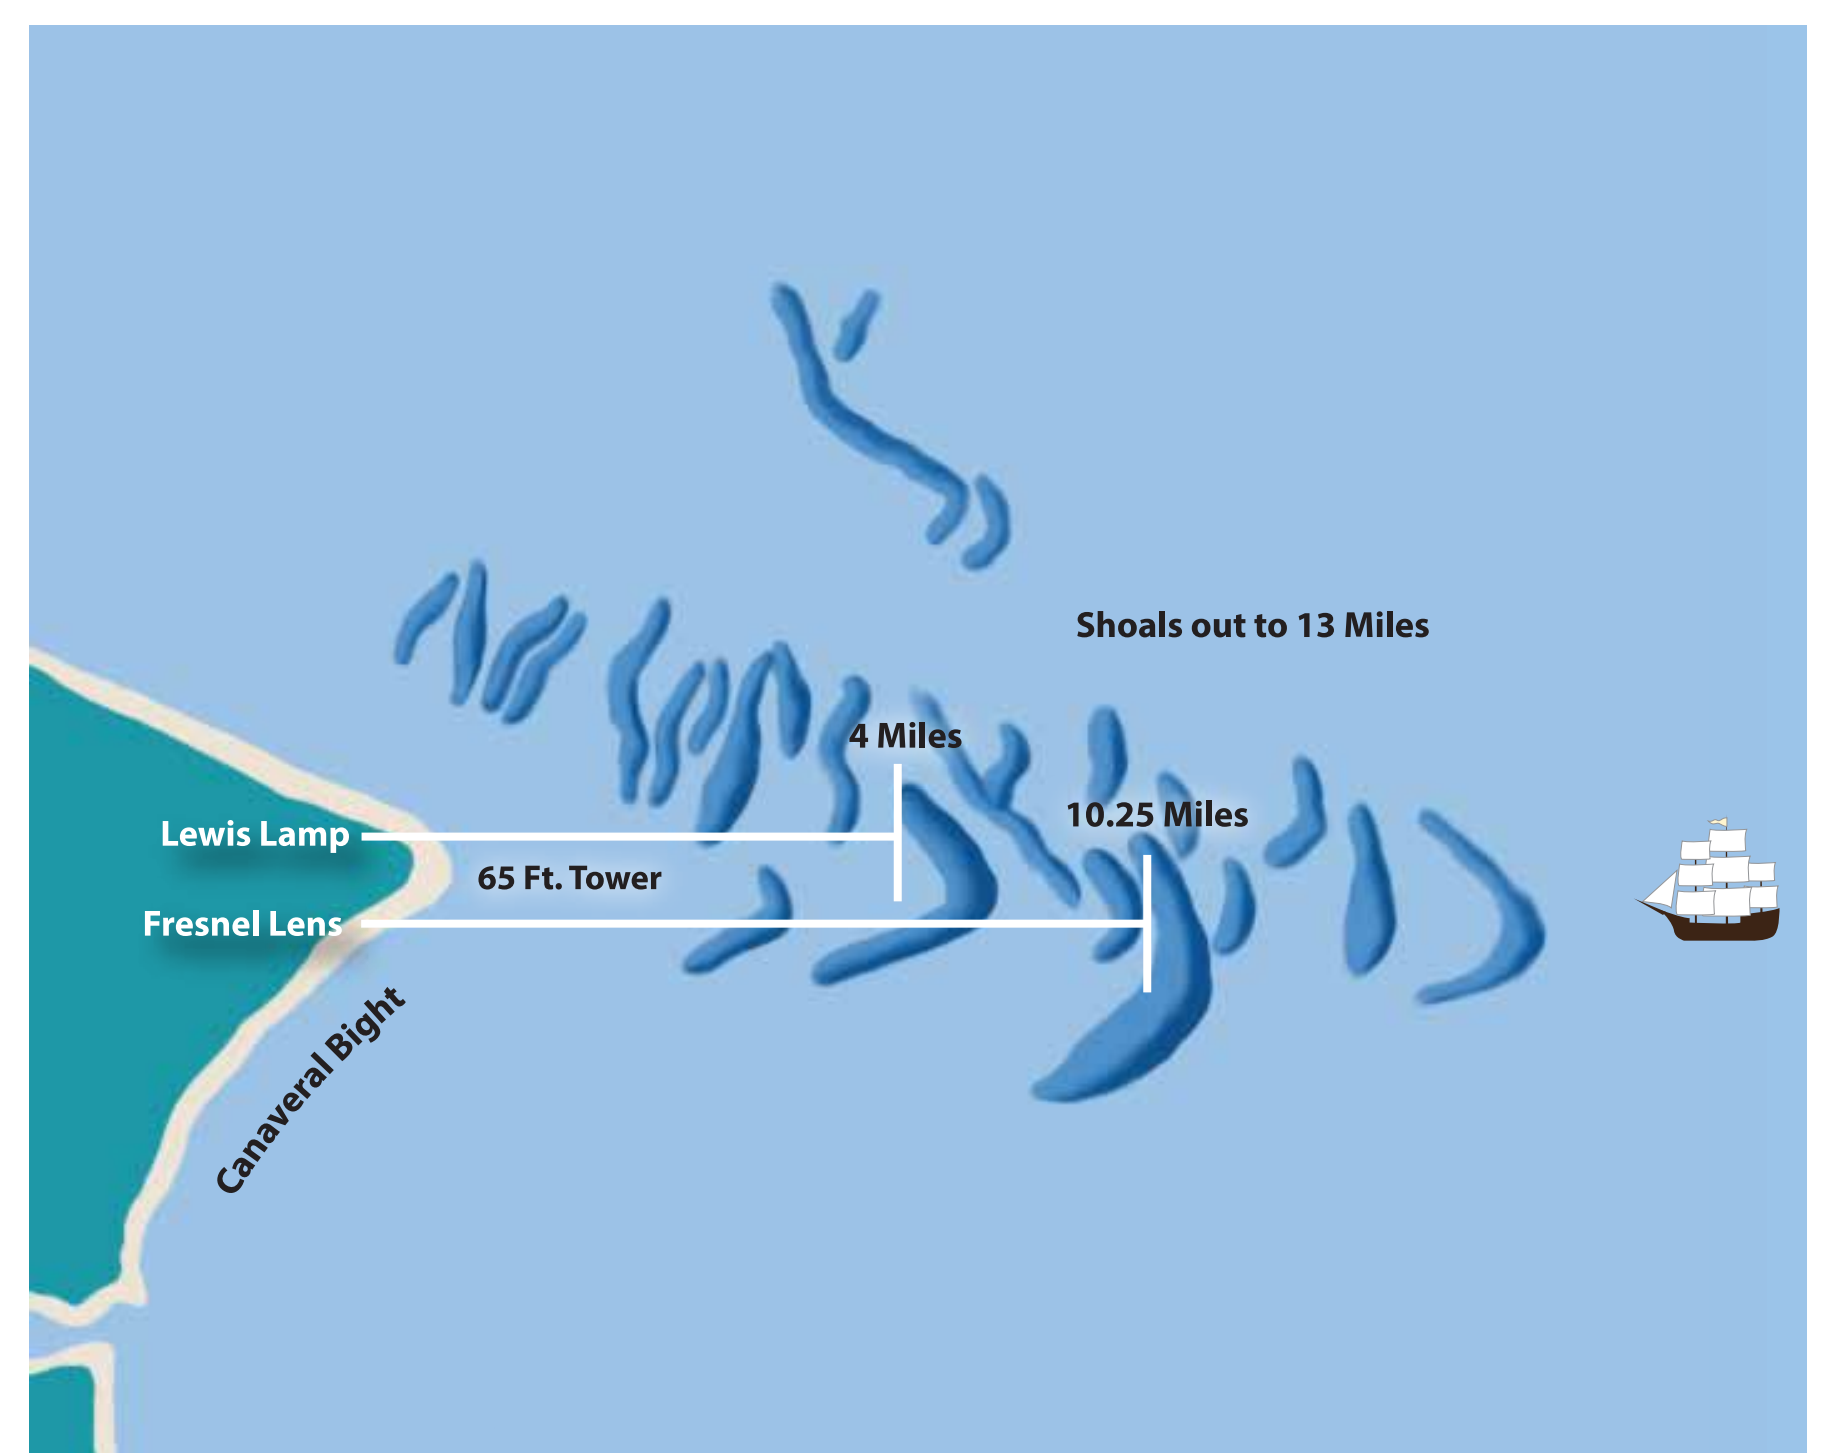 Shoals out to 13 Miles
4 Miles
10.25 Miles
Lewis Lamp
65 Ft. Tower
Fresnel Lens
Canaveral Bight